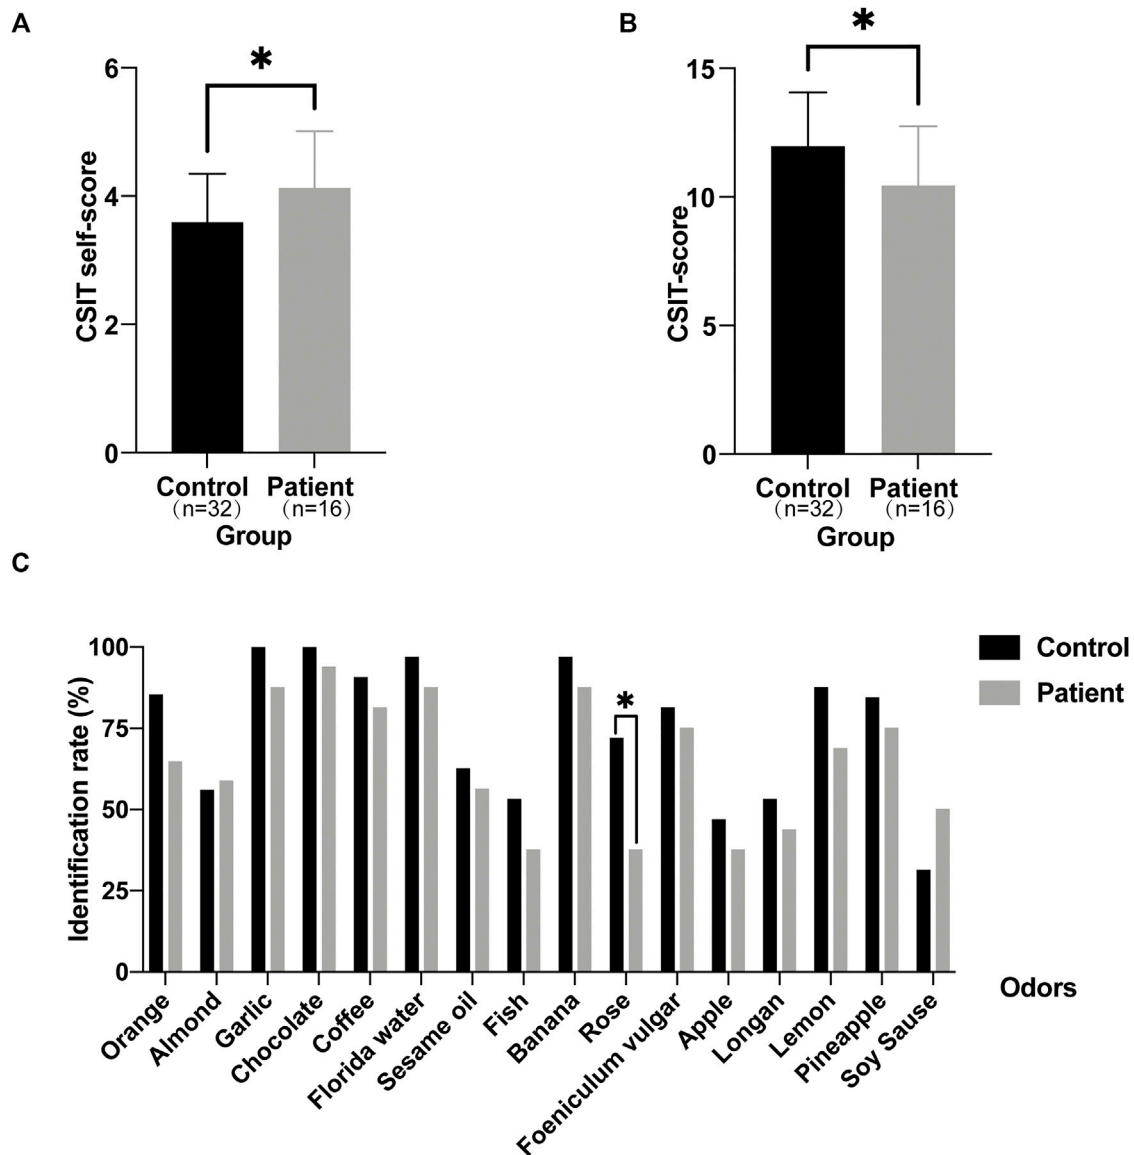 A
*
6
4
2
0
CSIT self-score
Control
(n=32)
Patient
(n=16)
Group
B
*
15
10
5
0
CSIT-score
Control
(n=32)
Patient
(n=16)
Group
C
100
75
50
25
0
Identification rate (%)
*
Control
Patient
Orange
Almond
Garlic
Chocolate
Coffee
Florida water
Sesame oil
Fish
Banana
Rose
Foeniculum vulgar
Apple
Longan
Lemon
Pineapple
Soy Sause
Odors